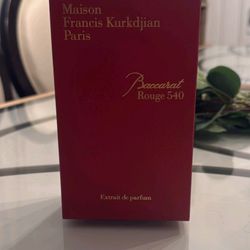 Maison
Francis Kurkdjian
Paris
Baccarat
Rouge 540
Extrait de parfum